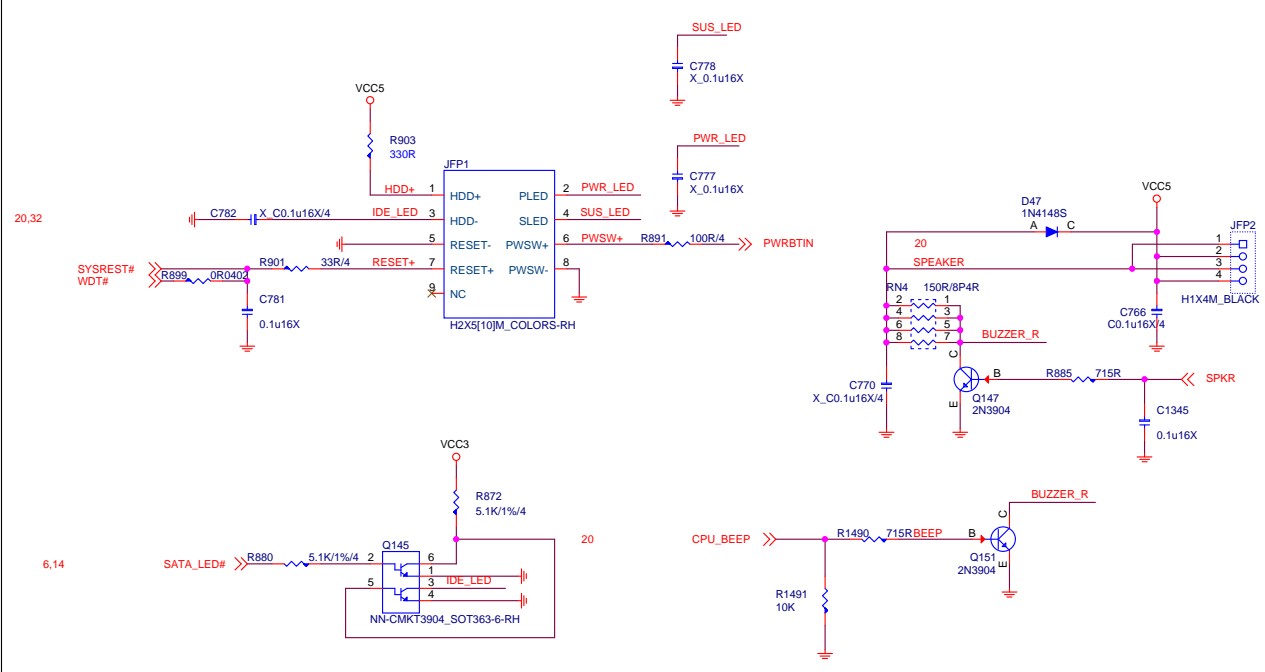 SUS_LED
C778
X_0.1u16X
VCC5
R903
330R
PWR_LED
C777
X_0.1u16X
JFP1
HDD+ 1 HDD+ PLED 2 PWR_LED
20,32
C782 X_C0.1u16X/4 IDE_LED 3 HDD- SLED 4 SUS_LED
5 RESET- PWSW+ 6 PWSW+ R891 100R/4 PWRBTIN
SYSREST# R901 33R/4 RESET+ 7 RESET+ PWSW- 8
WDT# R899 0R0402
9 NC
C781
0.1u16X
H2X5[10]M_COLORS-RH
VCC5
D47
1N4148S
A C
JFP2
20
SPEAKER
1
2
3
4
H1X4M_BLACK
RN4 150R/8P4R
2 1
4 3
6 5
8 7
BUZZER_R
C766
C0.1u16X/4
C
B
E
Q147
2N3904
R885 715R
SPKR
C770
X_C0.1u16X/4
C1345
0.1u16X
VCC3
R872
5.1K/1%/4
6,14
SATA_LED# R880 5.1K/1%/4
Q145
2 6
1
5 3 IDE_LED
4
NN-CMKT3904_SOT363-6-RH
20
CPU_BEEP R1490 715R BEEP B
C
E
BUZZER_R
Q151
2N3904
R1491
10K